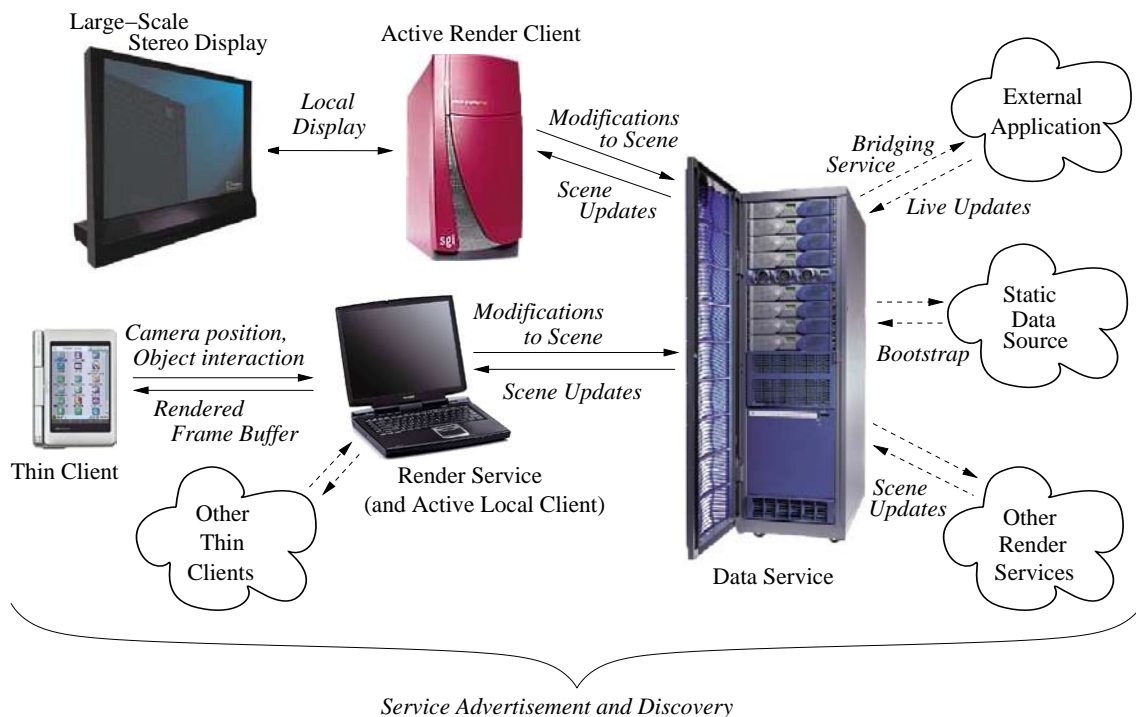 Large–Scale
Stereo Display
Active Render Client
Local
Display
Modifications
to Scene
Scene
Updates
sgi
External
Application
Bridging
Service
Live Updates
Static
Data
Source
Bootstrap
Camera position,
Object interaction
Rendered
Frame Buffer
Thin Client
Modifications
to Scene
Scene Updates
Render Service
(and Active Local Client)
Other
Thin
Clients
Data Service
Scene
Updates
Other
Render
Services
Service Advertisement and Discovery